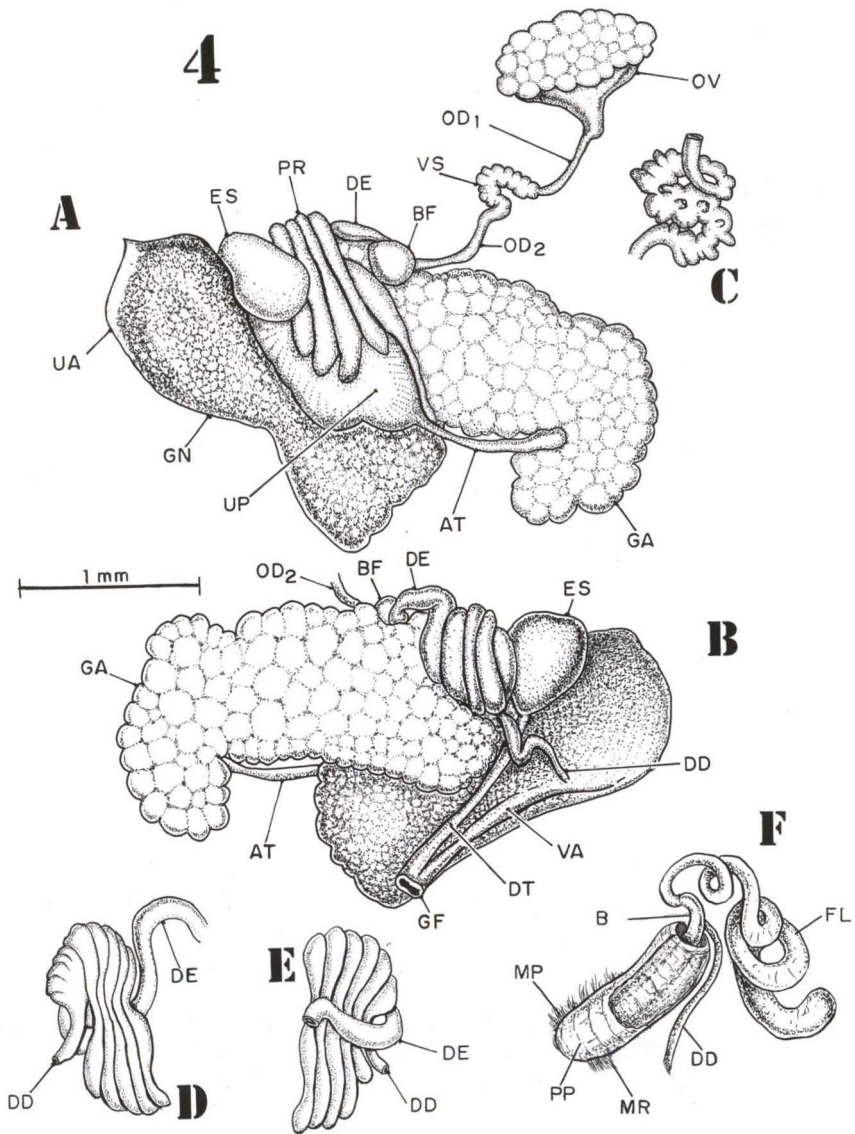 4
OV
OD1
VS
C
PR
DE
BF
OD2
ES
A
UA
GN
UP
AT
GA
1 mm
OD2
BF
DE
ES
B
GA
DD
AT
VA
DT
GF
F
B
FL
MP
PP
MR
DD
DE
DD
D
E
DE
DD